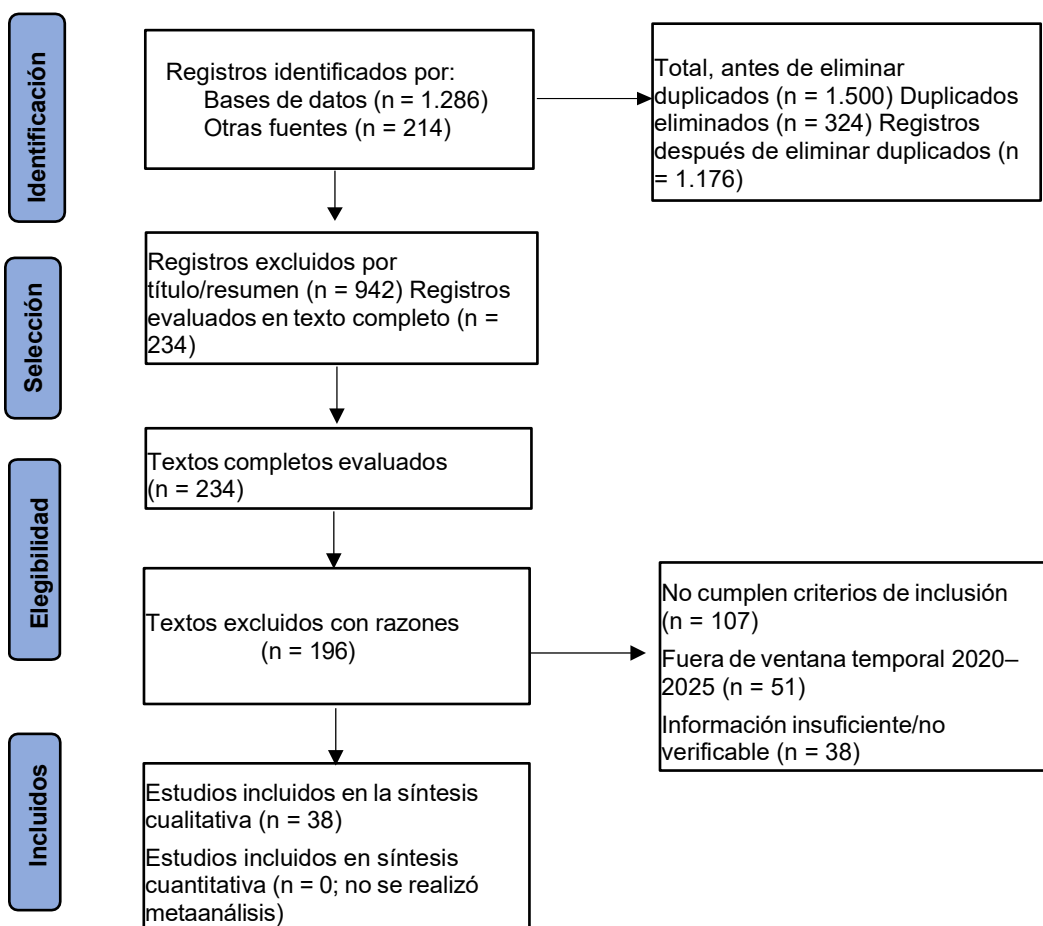 Identificación
Registros identificados por:
Bases de datos (n = 1.286)
Otras fuentes (n = 214)
Total, antes de eliminar
duplicados (n = 1.500) Duplicados
eliminados (n = 324) Registros
después de eliminar duplicados (n
= 1.176)
Selección
Registros excluidos por
título/resumen (n = 942) Registros
evaluados en texto completo (n =
234)
Elegibilidad
Textos completos evaluados
(n = 234)
Textos excluidos con razones
(n = 196)
No cumplen criterios de inclusión
(n = 107)
Fuera de ventana temporal 2020–
2025 (n = 51)
Información insuficiente/no
verificable (n = 38)
Incluidos
Estudios incluidos en la síntesis
cualitativa (n = 38)
Estudios incluidos en síntesis
cuantitativa (n = 0; no se realizó
metaanálisis)